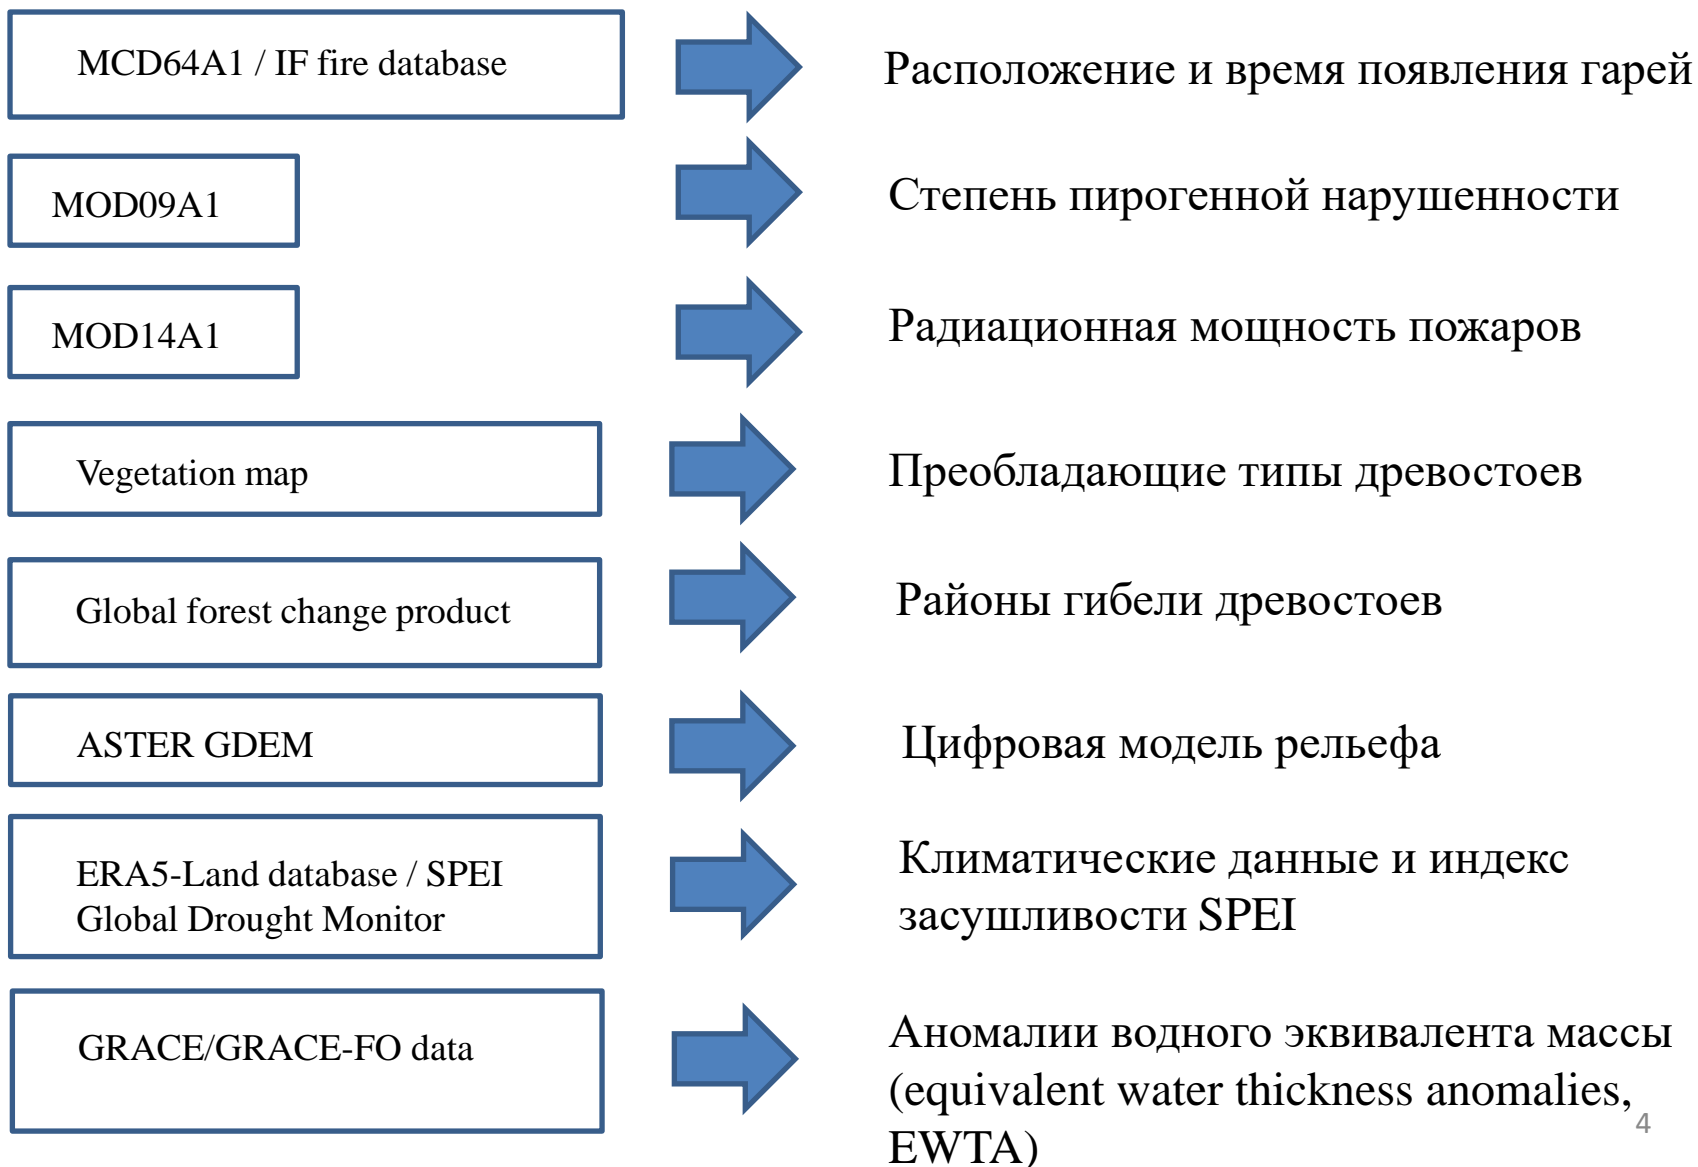 MCD64A1 / IF fire database
Расположение и время появления гарей
MOD09A1
Степень пирогенной нарушенности
MOD14A1
Радиационная мощность пожаров
Vegetation map
Преобладающие типы древостоев
Global forest change product
Районы гибели древостоев
ASTER GDEM
Цифровая модель рельефа
ERA5-Land database / SPEI
Global Drought Monitor
Климатические данные и индекс
засушливости SPEI
GRACE/GRACE-FO data
Аномалии водного эквивалента массы
(equivalent water thickness anomalies,
EWTA)
4